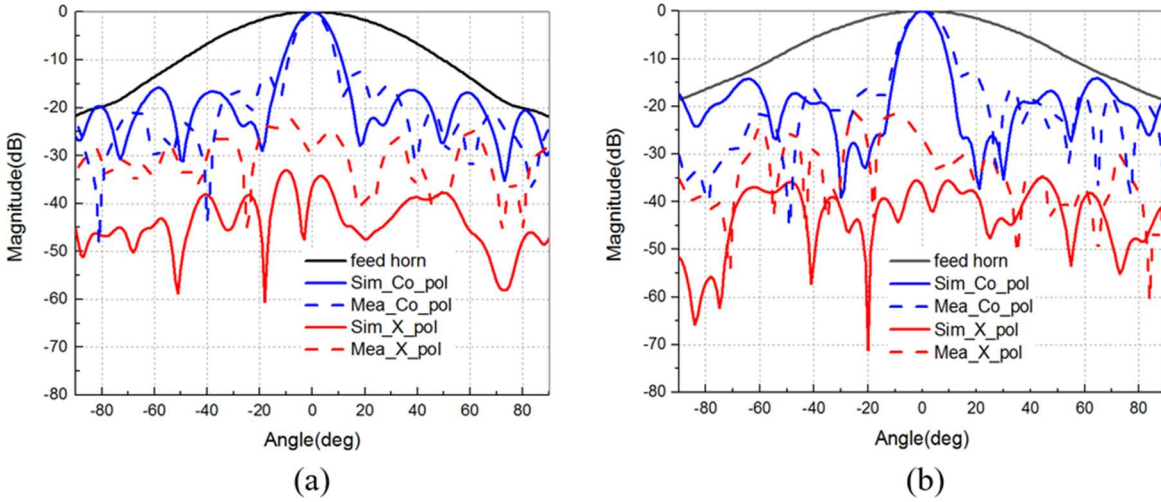 0
-10
-20
-30
-40
-50
-60
-70
-80
Magnitude(dB)
-80 -60 -40 -20 0 20 40 60 80
Angle(deg)
feed horn
Sim_Co_pol
Mea_Co_pol
Sim_X_pol
Mea_X_pol
(a)
0
-10
-20
-30
-40
-50
-60
-70
-80
Magnitude(dB)
-80 -60 -40 -20 0 20 40 60 80
Angle(deg)
feed horn
Sim_Co_pol
Mea_Co_pol
Sim_X_pol
Mea_X_pol
(b)